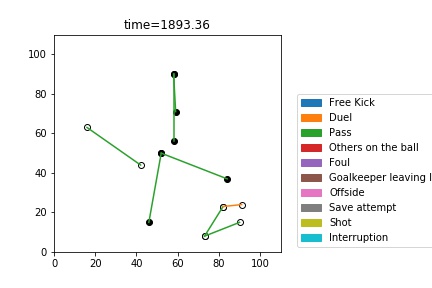 time=1893.36
100
80
60
40
20
0
0 20 40 60 80 100
Free Kick
Duel
Pass
Others on the ball
Foul
Goalkeeper leaving l
Offside
Save attempt
Shot
Interruption